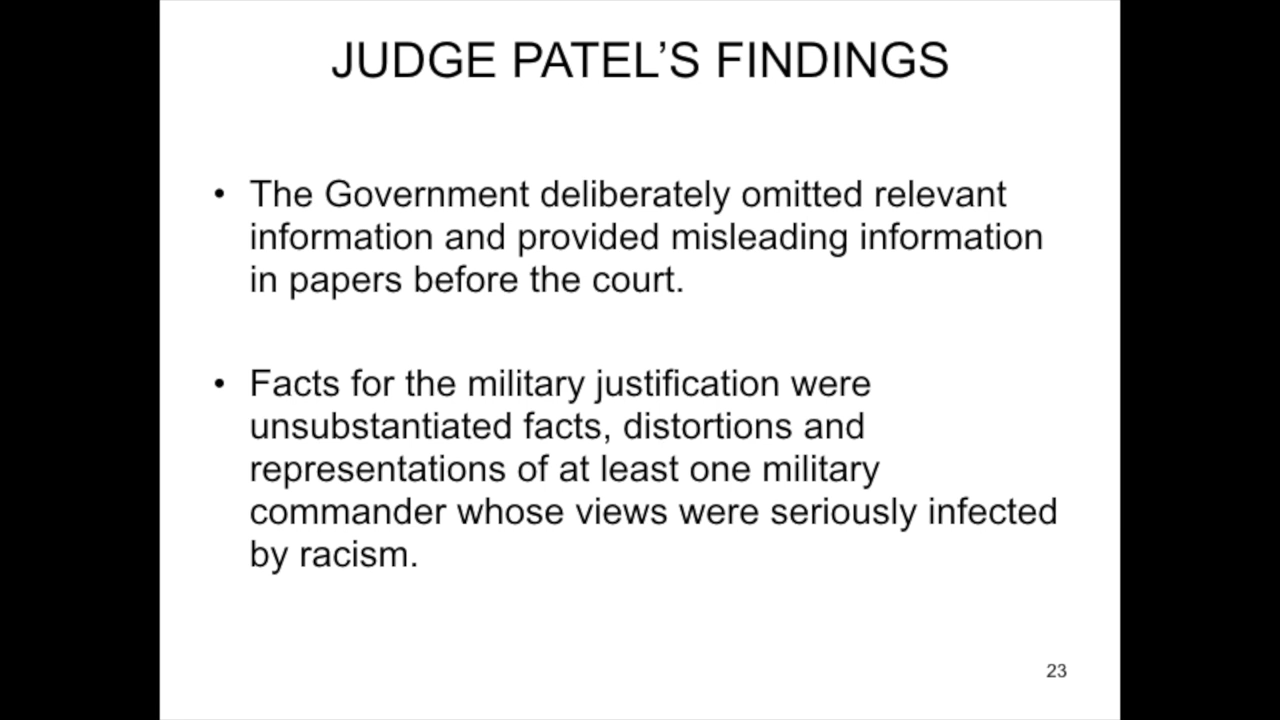 JUDGE PATEL’S FINDINGS
• The Government deliberately omitted relevant
information and provided misleading information
in papers before the court.
• Facts for the military justification were
unsubstantiated facts, distortions and
representations of at least one military
commander whose views were seriously infected
by racism.
23